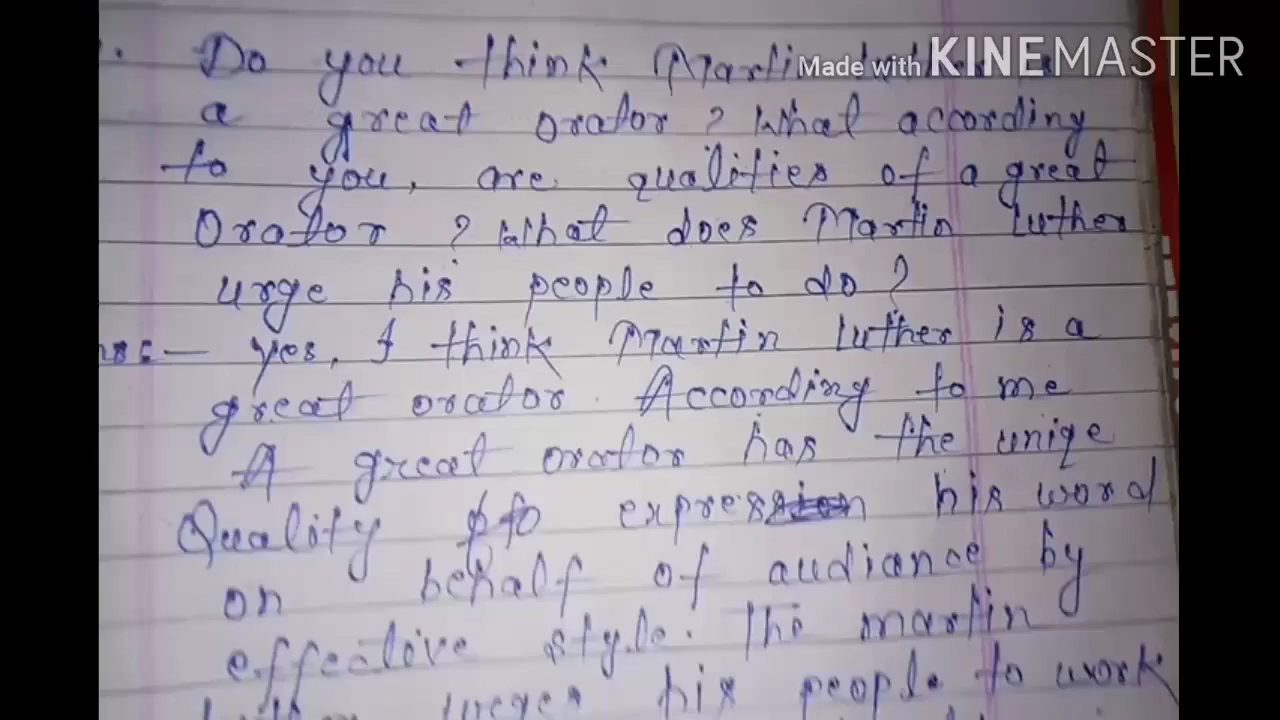 Do you think Martin
Made with KINEMASTER
a great orator ? What according
to you, are qualities of a great
Orator ? What does Martin luther
urge his people to do ?
yes, I think Martin luther is a
great orator. According to me
A great orator has the uniqe
Quality to express his word
on behalf of audiance by
effective style. The martin
luther urges his people to work